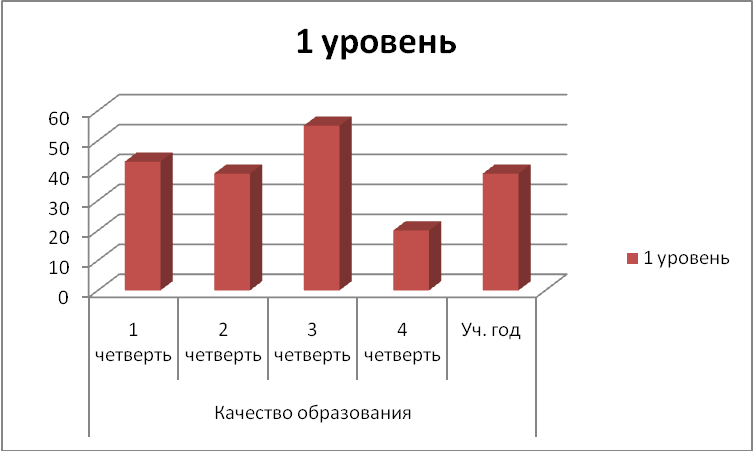 1 уровень
60
50
40
30
20
10
0
1 четверть
2 четверть
3 четверть
4 четверть
Уч. год
Качество образования
1 уровень